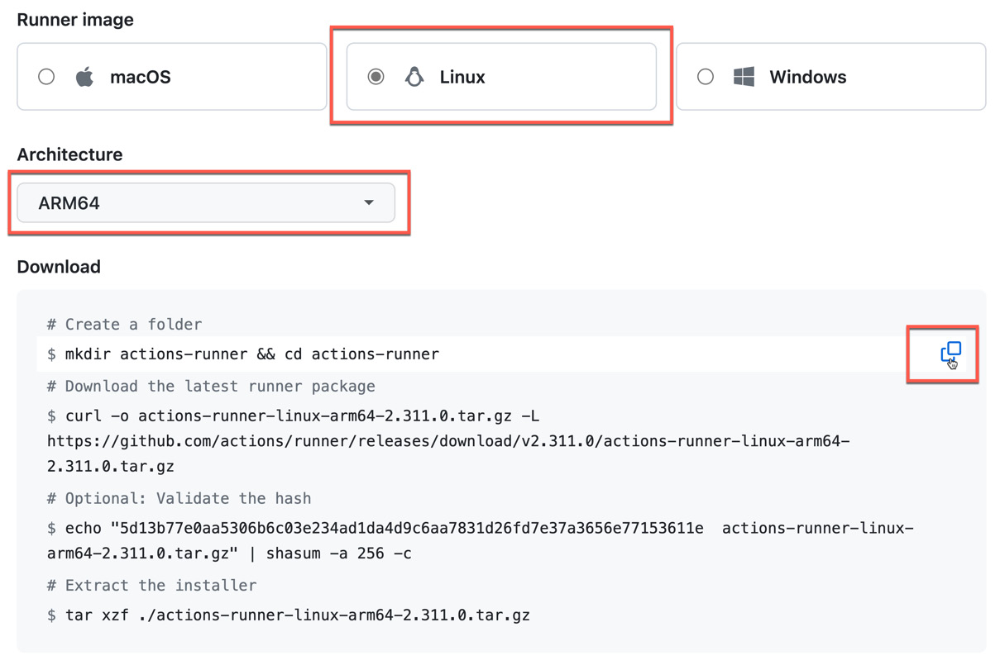 Runner image
macOS
Linux
Windows
Architecture
ARM64
Download
# Create a folder
$ mkdir actions-runner && cd actions-runner
# Download the latest runner package
$ curl -o actions-runner-linux-arm64-2.311.0.tar.gz -L
https://github.com/actions/runner/releases/download/v2.311.0/actions-runner-linux-arm64-
2.311.0.tar.gz
# Optional: Validate the hash
$ echo "5d13b77e0aa5306b6c03e234ad1da4d9c6aa7831d26fd7e37a3656e77153611e  actions-runner-linux-
arm64-2.311.0.tar.gz" | shasum -a 256 -c
# Extract the installer
$ tar xzf ./actions-runner-linux-arm64-2.311.0.tar.gz